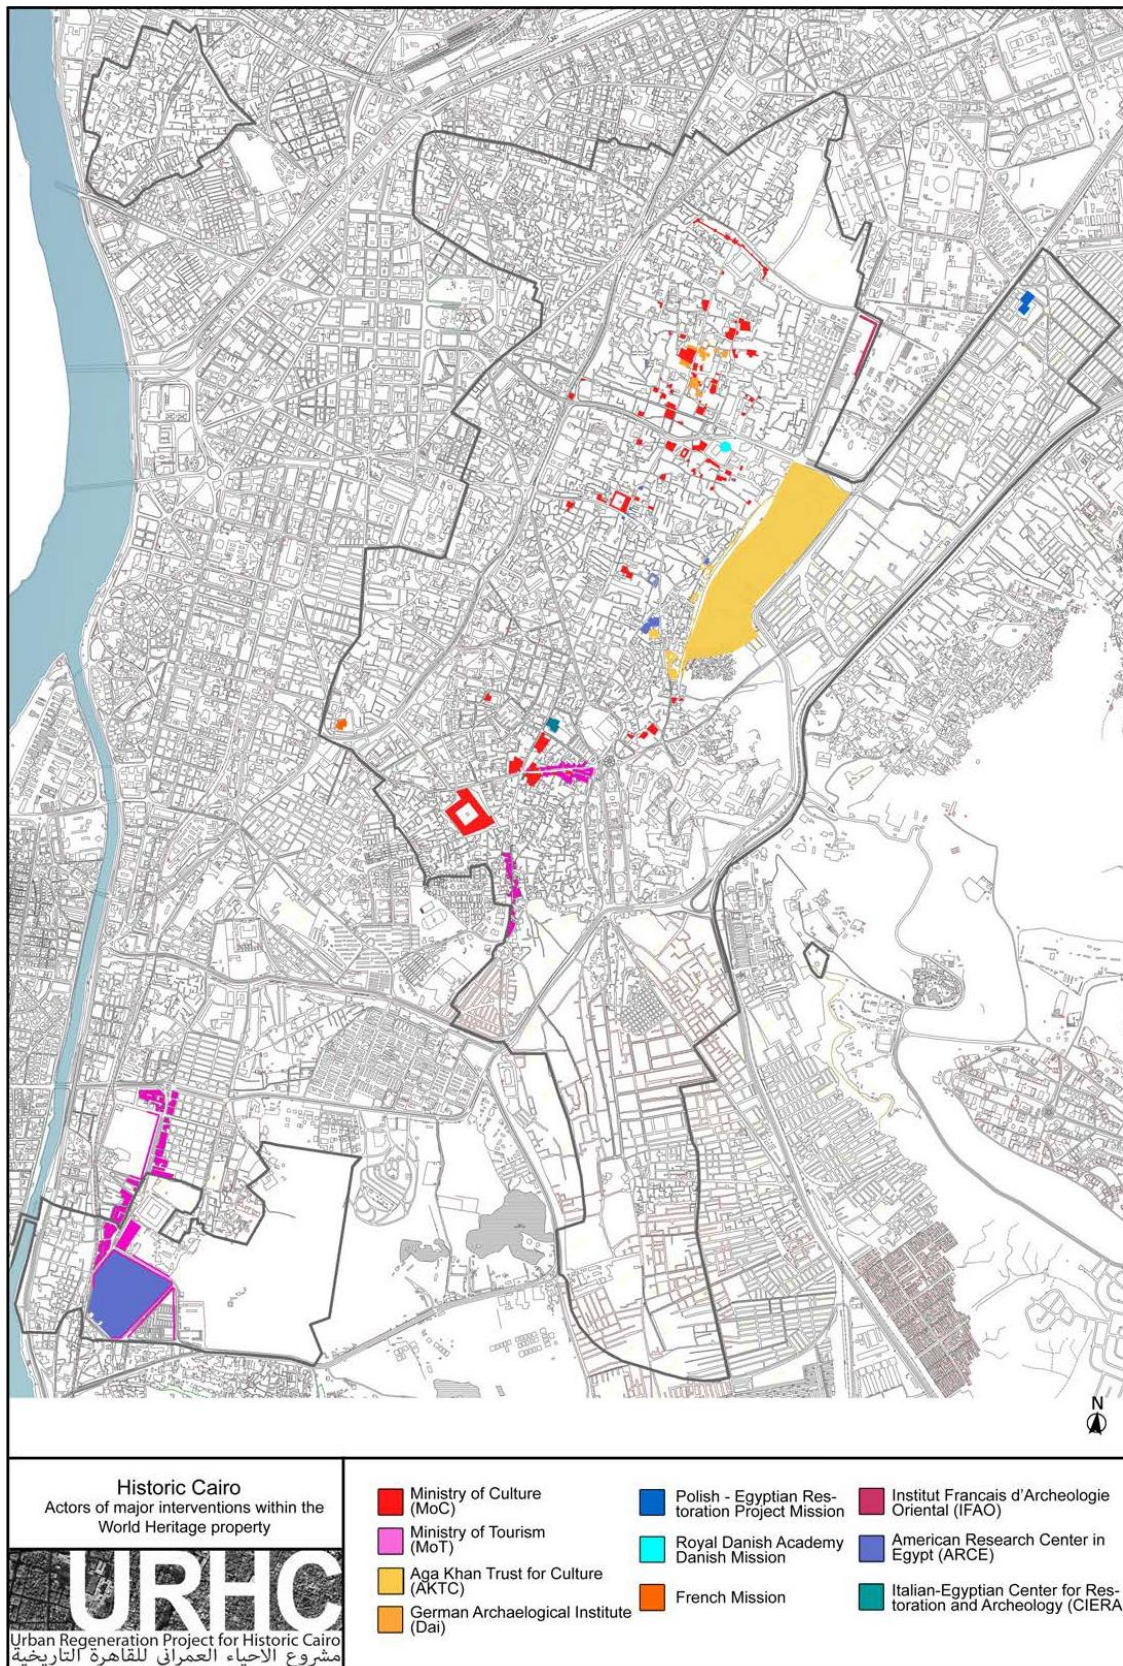 N
Historic Cairo
Actors of major interventions within the
World Heritage property
URHC
Urban Regeneration Project for Historic Cairo
مشروع الاحياء العمرانى للقاهرة التاريخية
Ministry of Culture
(MoC)
Ministry of Tourism
(MoT)
Aga Khan Trust for Culture
(AKTC)
German Archaelogical Institute
(Dai)
Polish - Egyptian Res-
toration Project Mission
Royal Danish Academy
Danish Mission
French Mission
Institut Francais d'Archeologie
Oriental (IFAO)
American Research Center in
Egypt (ARCE)
Italian-Egyptian Center for Res-
toration and Archeology (CIERA)